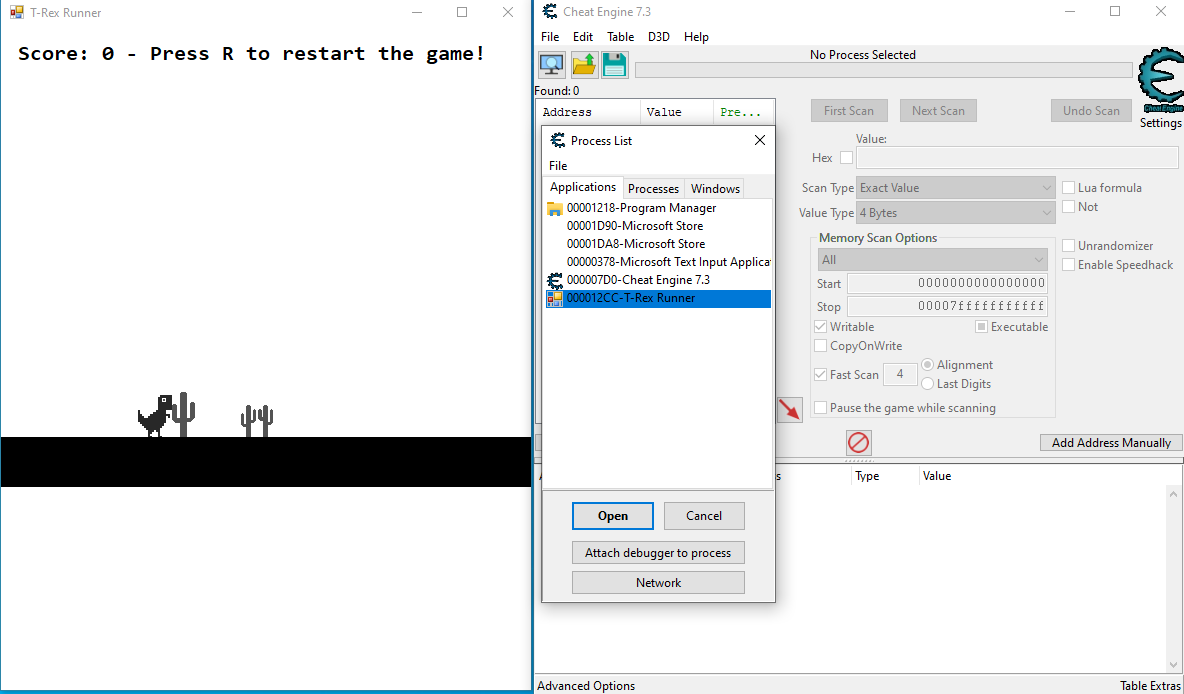 T-Rex Runner
Score: 0 - Press R to restart the game!
Cheat Engine 7.3
File Edit Table D3D Help
No Process Selected
Found: 0
Address Value Pre...
First Scan Next Scan Undo Scan
Cheat Engine
Settings
Value:
Hex
Scan Type Exact Value
Lua formula
Value Type 4 Bytes
Not
Memory Scan Options
All
Unrandomizer
Enable Speedhack
Start 0000000000000000
Stop 00007fffffffffff
Writable Executable
CopyOnWrite
Fast Scan 4 Alignment
Last Digits
Pause the game while scanning
Add Address Manually
Process List
File
Applications Processes Windows
00001218-Program Manager
00001D90-Microsoft Store
00001DA8-Microsoft Store
00000378-Microsoft Text Input Applicat
000007D0-Cheat Engine 7.3
000012CC-T-Rex Runner
Open Cancel
Attach debugger to process
Network
Type Value
Advanced Options Table Extras